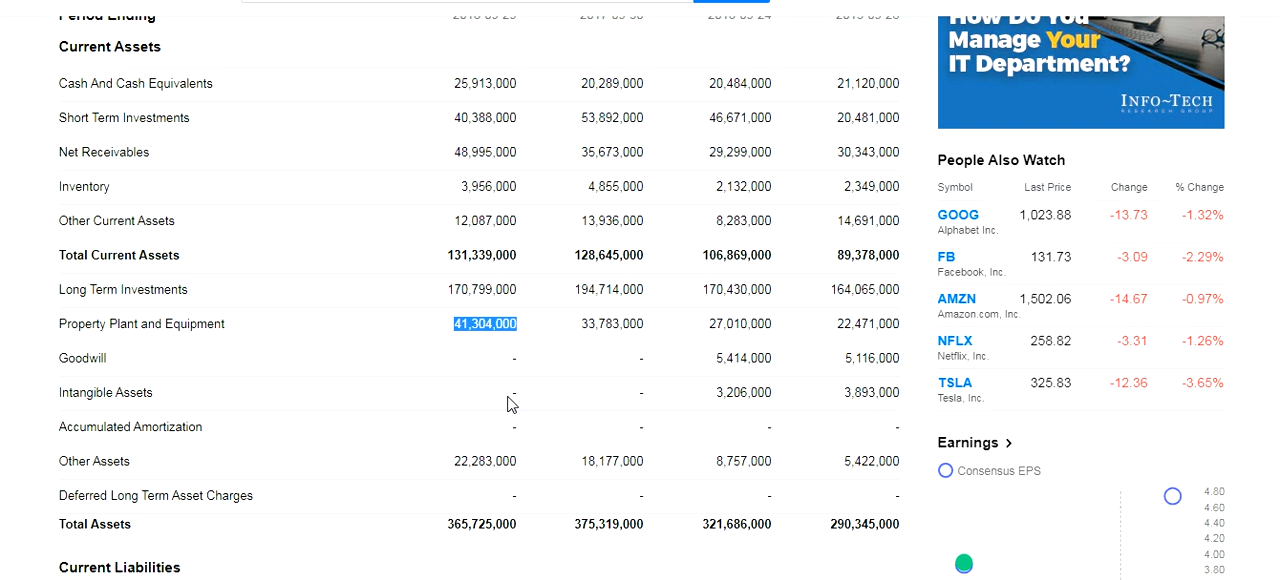 Period Ending
Current Assets
Cash And Cash Equivalents 25,913,000 20,289,000 20,484,000 21,120,000
Short Term Investments 40,388,000 53,892,000 46,671,000 20,481,000
Net Receivables 48,995,000 35,673,000 29,299,000 30,343,000
Inventory 3,956,000 4,855,000 2,132,000 2,349,000
Other Current Assets 12,087,000 13,936,000 8,283,000 14,691,000
Total Current Assets 131,339,000 128,645,000 106,869,000 89,378,000
Long Term Investments 170,799,000 194,714,000 170,430,000 164,065,000
Property Plant and Equipment 41,304,000 33,783,000 27,010,000 22,471,000
Goodwill - - 5,414,000 5,116,000
Intangible Assets - - 3,206,000 3,893,000
Accumulated Amortization - - - -
Other Assets 22,283,000 18,177,000 8,757,000 5,422,000
Deferred Long Term Asset Charges - - - -
Total Assets 365,725,000 375,319,000 321,686,000 290,345,000
Current Liabilities
How Do You
Manage Your
IT Department?
INFO~TECH
RESEARCH GROUP
People Also Watch
Symbol Last Price Change % Change
GOOG 1,023.88 -13.73 -1.32%
Alphabet Inc.
FB 131.73 -3.09 -2.29%
Facebook, Inc.
AMZN 1,502.06 -14.67 -0.97%
Amazon.com, Inc.
NFLX 258.82 -3.31 -1.26%
Netflix, Inc.
TSLA 325.83 -12.36 -3.65%
Tesla, Inc.
Earnings >
Consensus EPS
4.80
4.60
4.40
4.20
4.00
3.80